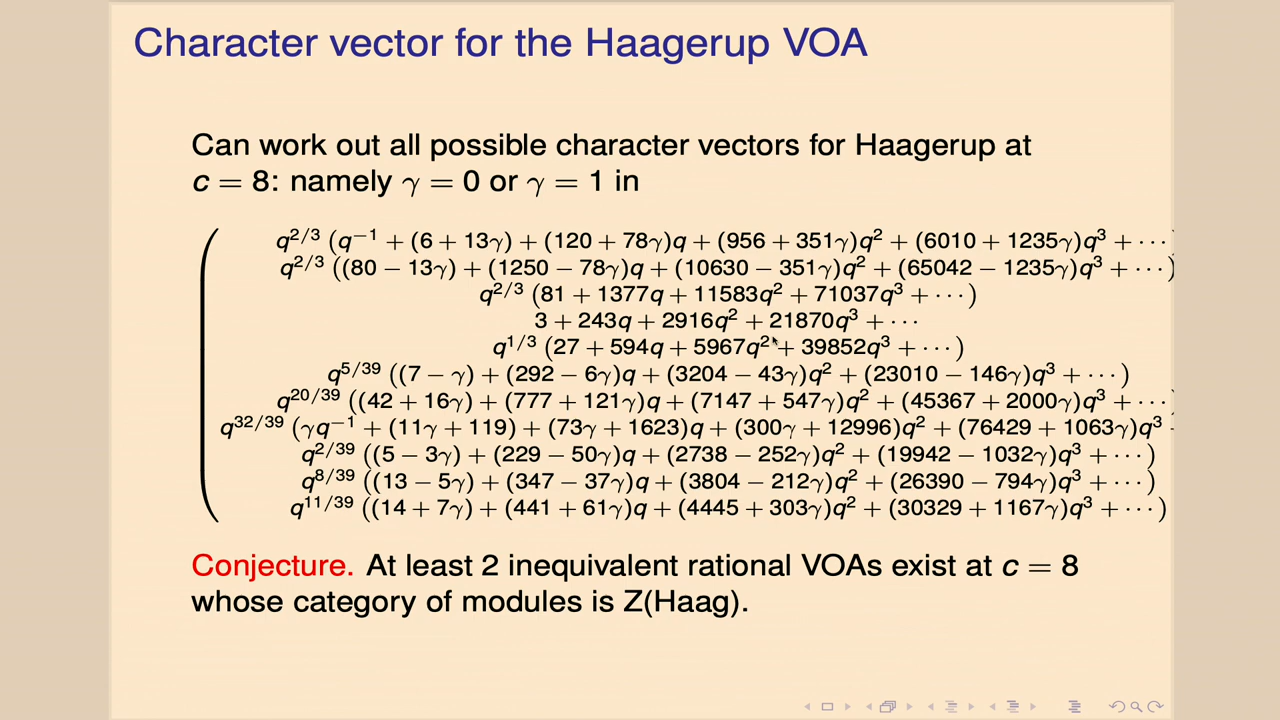 Character vector for the Haagerup VOA
Can work out all possible character vectors for Haagerup at
c = 8: namely γ = 0 or γ = 1 in
q^{2/3} (q^{−1} + (6 + 13γ) + (120 + 78γ)q + (956 + 351γ)q² + (6010 + 1235γ)q³ + ···
q^{2/3} ((80 − 13γ) + (1250 − 78γ)q + (10630 − 351γ)q² + (65042 − 1235γ)q³ + ···)
q^{2/3} (81 + 1377q + 11583q² + 71037q³ + ···)
3 + 243q + 2916q² + 21870q³ + ···
q^{1/3} (27 + 594q + 5967q² + 39852q³ + ···)
q^{5/39} ((7 − γ) + (292 − 6γ)q + (3204 − 43γ)q² + (23010 − 146γ)q³ + ···)
q^{20/39} ((42 + 16γ) + (777 + 121γ)q + (7147 + 547γ)q² + (45367 + 2000γ)q³ + ···
q^{32/39} (γq^{−1} + (11γ + 119) + (73γ + 1623)q + (300γ + 12996)q² + (76429 + 1063γ)q³
q^{2/39} ((5 − 3γ) + (229 − 50γ)q + (2738 − 252γ)q² + (19942 − 1032γ)q³ + ···)
q^{8/39} ((13 − 5γ) + (347 − 37γ)q + (3804 − 212γ)q² + (26390 − 794γ)q³ + ···)
q^{11/39} ((14 + 7γ) + (441 + 61γ)q + (4445 + 303γ)q² + (30329 + 1167γ)q³ + ···)
Conjecture. At least 2 inequivalent rational VOAs exist at c = 8
whose category of modules is Z(Haag).